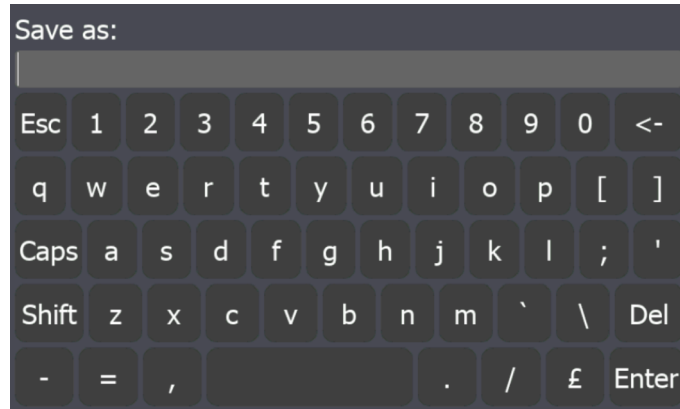 Save as:
Esc 1 2 3 4 5 6 7 8 9 0 <-
q w e r t y u i o p [ ]
Caps a s d f g h j k l ; '
Shift z x c v b n m ` \ Del
- = , . / £ Enter